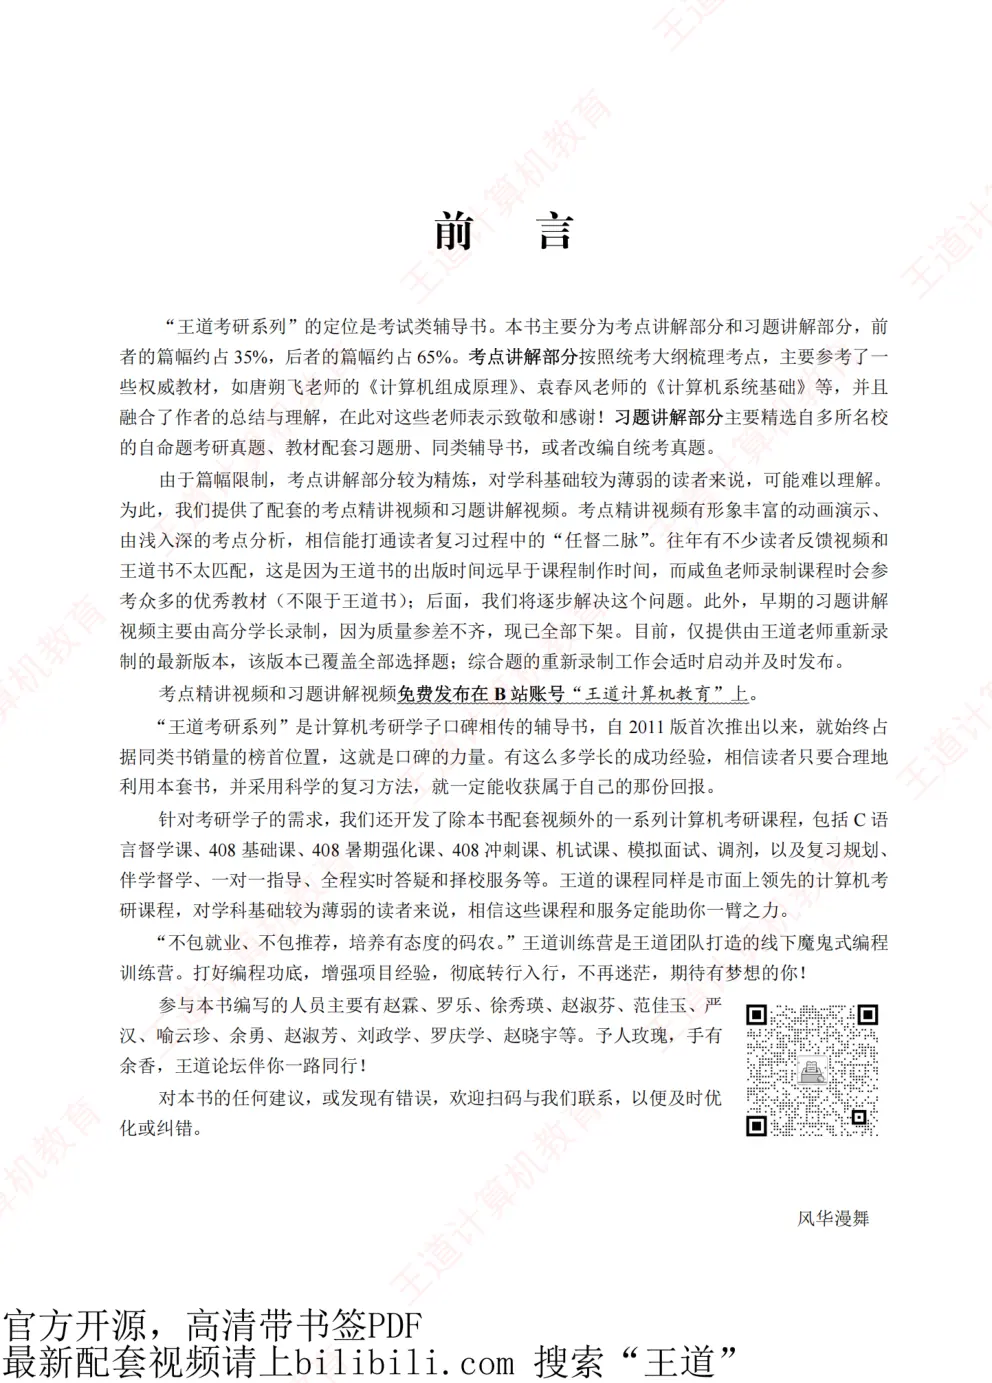 前 言
“王道考研系列”的定位是考试类辅导书。本书主要分为考点讲解部分和习题讲解部分，前
者的篇幅约占 35%，后者的篇幅约占 65%。考点讲解部分按照统考大纲梳理考点，主要参考了一
些权威教材，如唐朔飞老师的《计算机组成原理》、袁春风老师的《计算机系统基础》等，并且
融合了作者的总结与理解，在此对这些老师表示致敬和感谢！习题讲解部分主要精选自多所名校
的自命题考研真题、教材配套习题册、同类辅导书，或者改编自统考真题。
由于篇幅限制，考点讲解部分较为精炼，对学科基础较为薄弱的读者来说，可能难以理解。
为此，我们提供了配套的考点精讲视频和习题讲解视频。考点精讲视频有形象丰富的动画演示、
由浅入深的考点分析，相信能打通读者复习过程中的“任督二脉”。往年有不少读者反馈视频和
王道书不太匹配，这是因为王道书的出版时间远早于课程制作时间，而咸鱼老师录制课程时会参
考众多的优秀教材（不限于王道书）；后面，我们将逐步解决这个问题。此外，早期的习题讲解
视频主要由高分学长录制，因为质量参差不齐，现已全部下架。目前，仅提供由王道老师重新录
制的最新版本，该版本已覆盖全部选择题；综合题的重新录制工作会适时启动并及时发布。
考点精讲视频和习题讲解视频免费发布在 B 站账号“王道计算机教育”上。
“王道考研系列”是计算机考研学子口碑相传的辅导书，自 2011 版首次推出以来，就始终占
据同类书销量的榜首位置，这就是口碑的力量。有这么多学长的成功经验，相信读者只要合理地
利用本套书，并采用科学的复习方法，就一定能收获属于自己的那份回报。
针对考研学子的需求，我们还开发了除本书配套视频外的一系列计算机考研课程，包括 C 语
言督学课、408 基础课、408 暑期强化课、408 冲刺课、机试课、模拟面试、调剂，以及复习规划、
伴学督学、一对一指导、全程实时答疑和择校服务等。王道的课程同样是市面上领先的计算机考
研课程，对学科基础较为薄弱的读者来说，相信这些课程和服务定能助你一臂之力。
“不包就业、不包推荐，培养有态度的码农。”王道训练营是王道团队打造的线下魔鬼式编程
训练营。打好编程功底，增强项目经验，彻底转行入行，不再迷茫，期待有梦想的你！
参与本书编写的人员主要有赵霖、罗乐、徐秀瑛、赵淑芬、范佳玉、严
汉、喻云珍、余勇、赵淑芳、刘政学、罗庆学、赵晓宇等。予人玫瑰，手有
余香，王道论坛伴你一路同行！
对本书的任何建议，或发现有错误，欢迎扫码与我们联系，以便及时优
化或纠错。
风华漫舞
官方开源，高清带书签PDF
最新配套视频请上bilibili.com 搜索“王道”